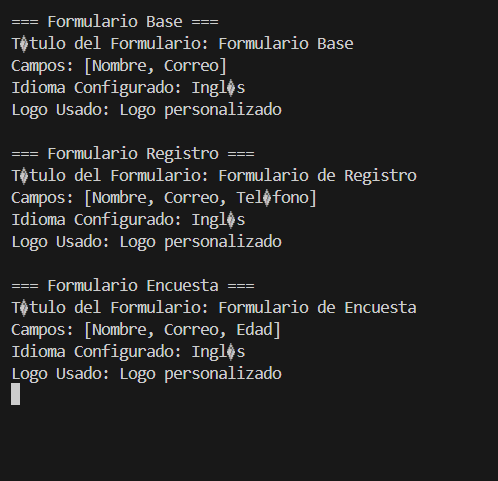 === Formulario Base ===
T�tulo del Formulario: Formulario Base
Campos: [Nombre, Correo]
Idioma Configurado: Ingl�s
Logo Usado: Logo personalizado
=== Formulario Registro ===
T�tulo del Formulario: Formulario de Registro
Campos: [Nombre, Correo, Tel�fono]
Idioma Configurado: Ingl�s
Logo Usado: Logo personalizado
=== Formulario Encuesta ===
T�tulo del Formulario: Formulario de Encuesta
Campos: [Nombre, Correo, Edad]
Idioma Configurado: Ingl�s
Logo Usado: Logo personalizado